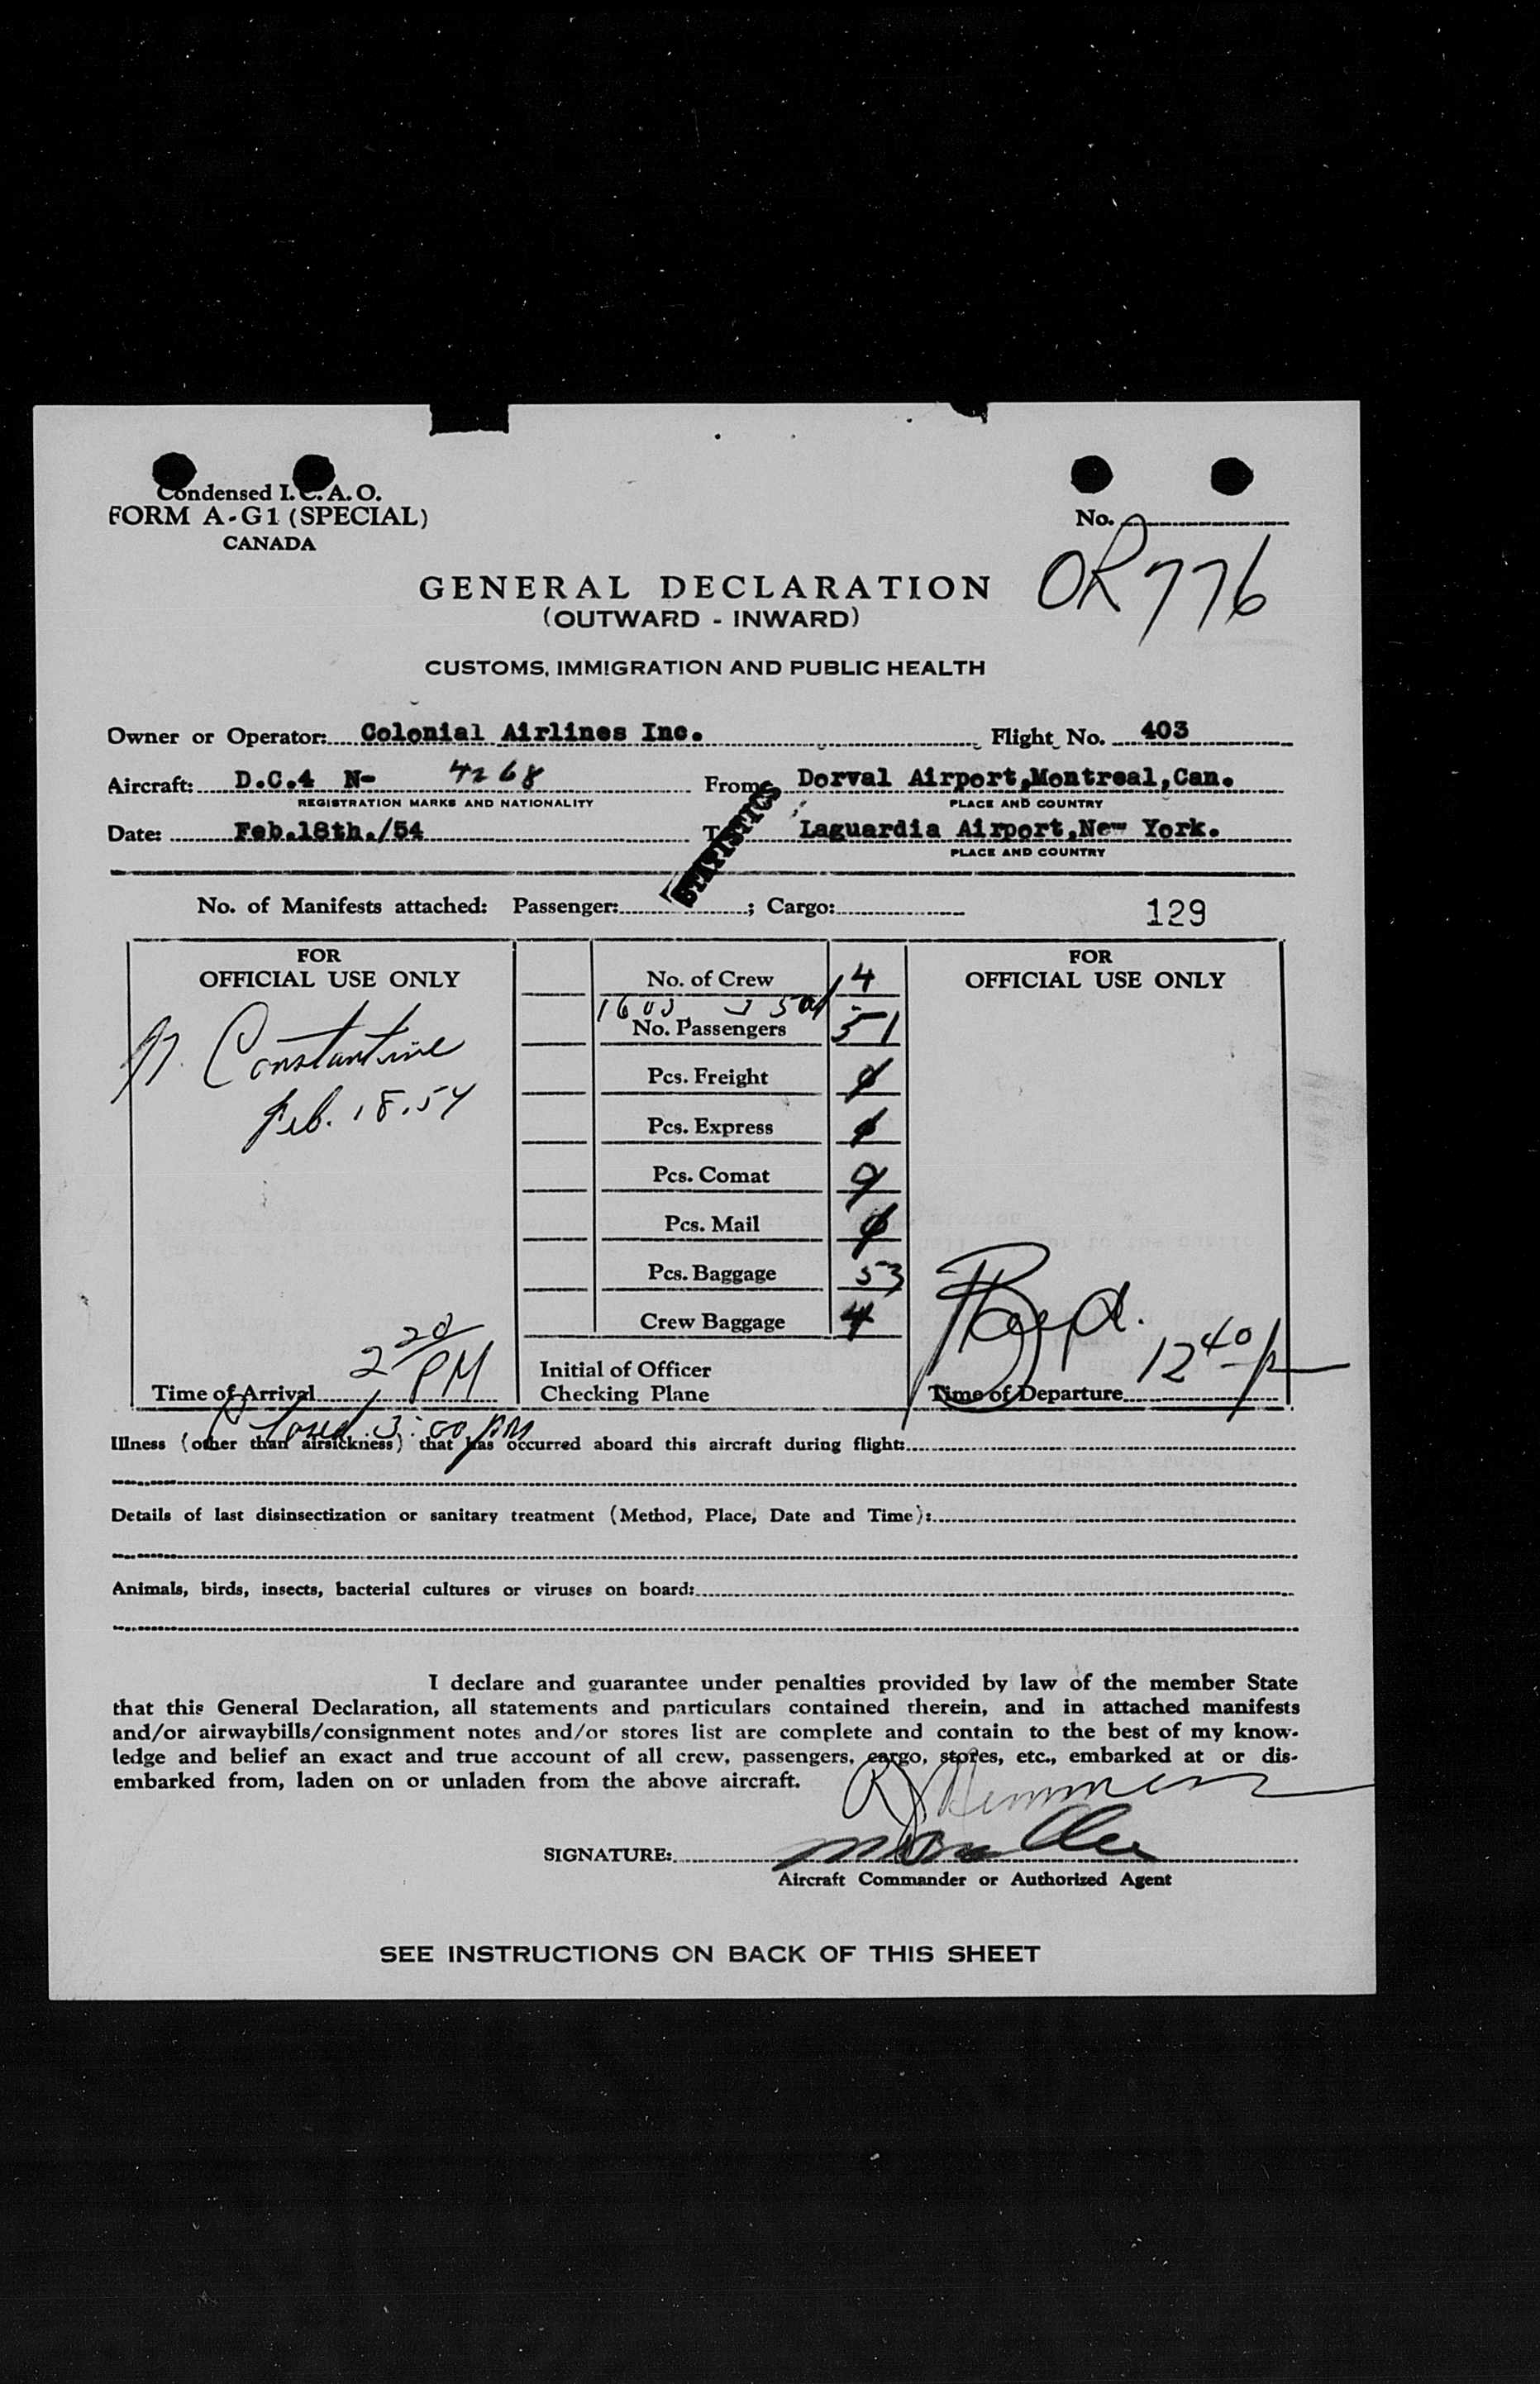 Condensed I.C.A.O.
FORM A-G1 (SPECIAL)
CANADA
No.
OR776
GENERAL DECLARATION
(OUTWARD - INWARD)
CUSTOMS, IMMIGRATION AND PUBLIC HEALTH
Owner or Operator: Colonial Airlines Inc. Flight No. 403
Aircraft: D.C.4 N- 4268 From: Dorval Airport,Montreal,Can.
REGISTRATION MARKS AND NATIONALITY PLACE AND COUNTRY
Date: Feb.18th./54 To Laguardia Airport,New York.
PLACE AND COUNTRY
STATISTICS
No. of Manifests attached: Passenger: ; Cargo: 129
FOR
OFFICIAL USE ONLY
N. Constantine
Feb. 18.54
2 20 PM
Time of Arrival
No. of Crew 4
No. Passengers 51
Pcs. Freight ϕ
Pcs. Express ϕ
Pcs. Comat 9
Pcs. Mail ϕ
Pcs. Baggage 53
Crew Baggage 4
Initial of Officer
Checking Plane
FOR
OFFICIAL USE ONLY
12 40 p
Time of Departure
3:00 PM
Illness (other than airsickness) that has occurred aboard this aircraft during flight:
Details of last disinsectization or sanitary treatment (Method, Place, Date and Time):
Animals, birds, insects, bacterial cultures or viruses on board:
I declare and guarantee under penalties provided by law of the member State
that this General Declaration, all statements and particulars contained therein, and in attached manifests
and/or airwaybills/consignment notes and/or stores list are complete and contain to the best of my know-
ledge and belief an exact and true account of all crew, passengers, cargo, stores, etc., embarked at or dis-
embarked from, laden on or unladen from the above aircraft.
SIGNATURE:
Aircraft Commander or Authorized Agent
SEE INSTRUCTIONS ON BACK OF THIS SHEET